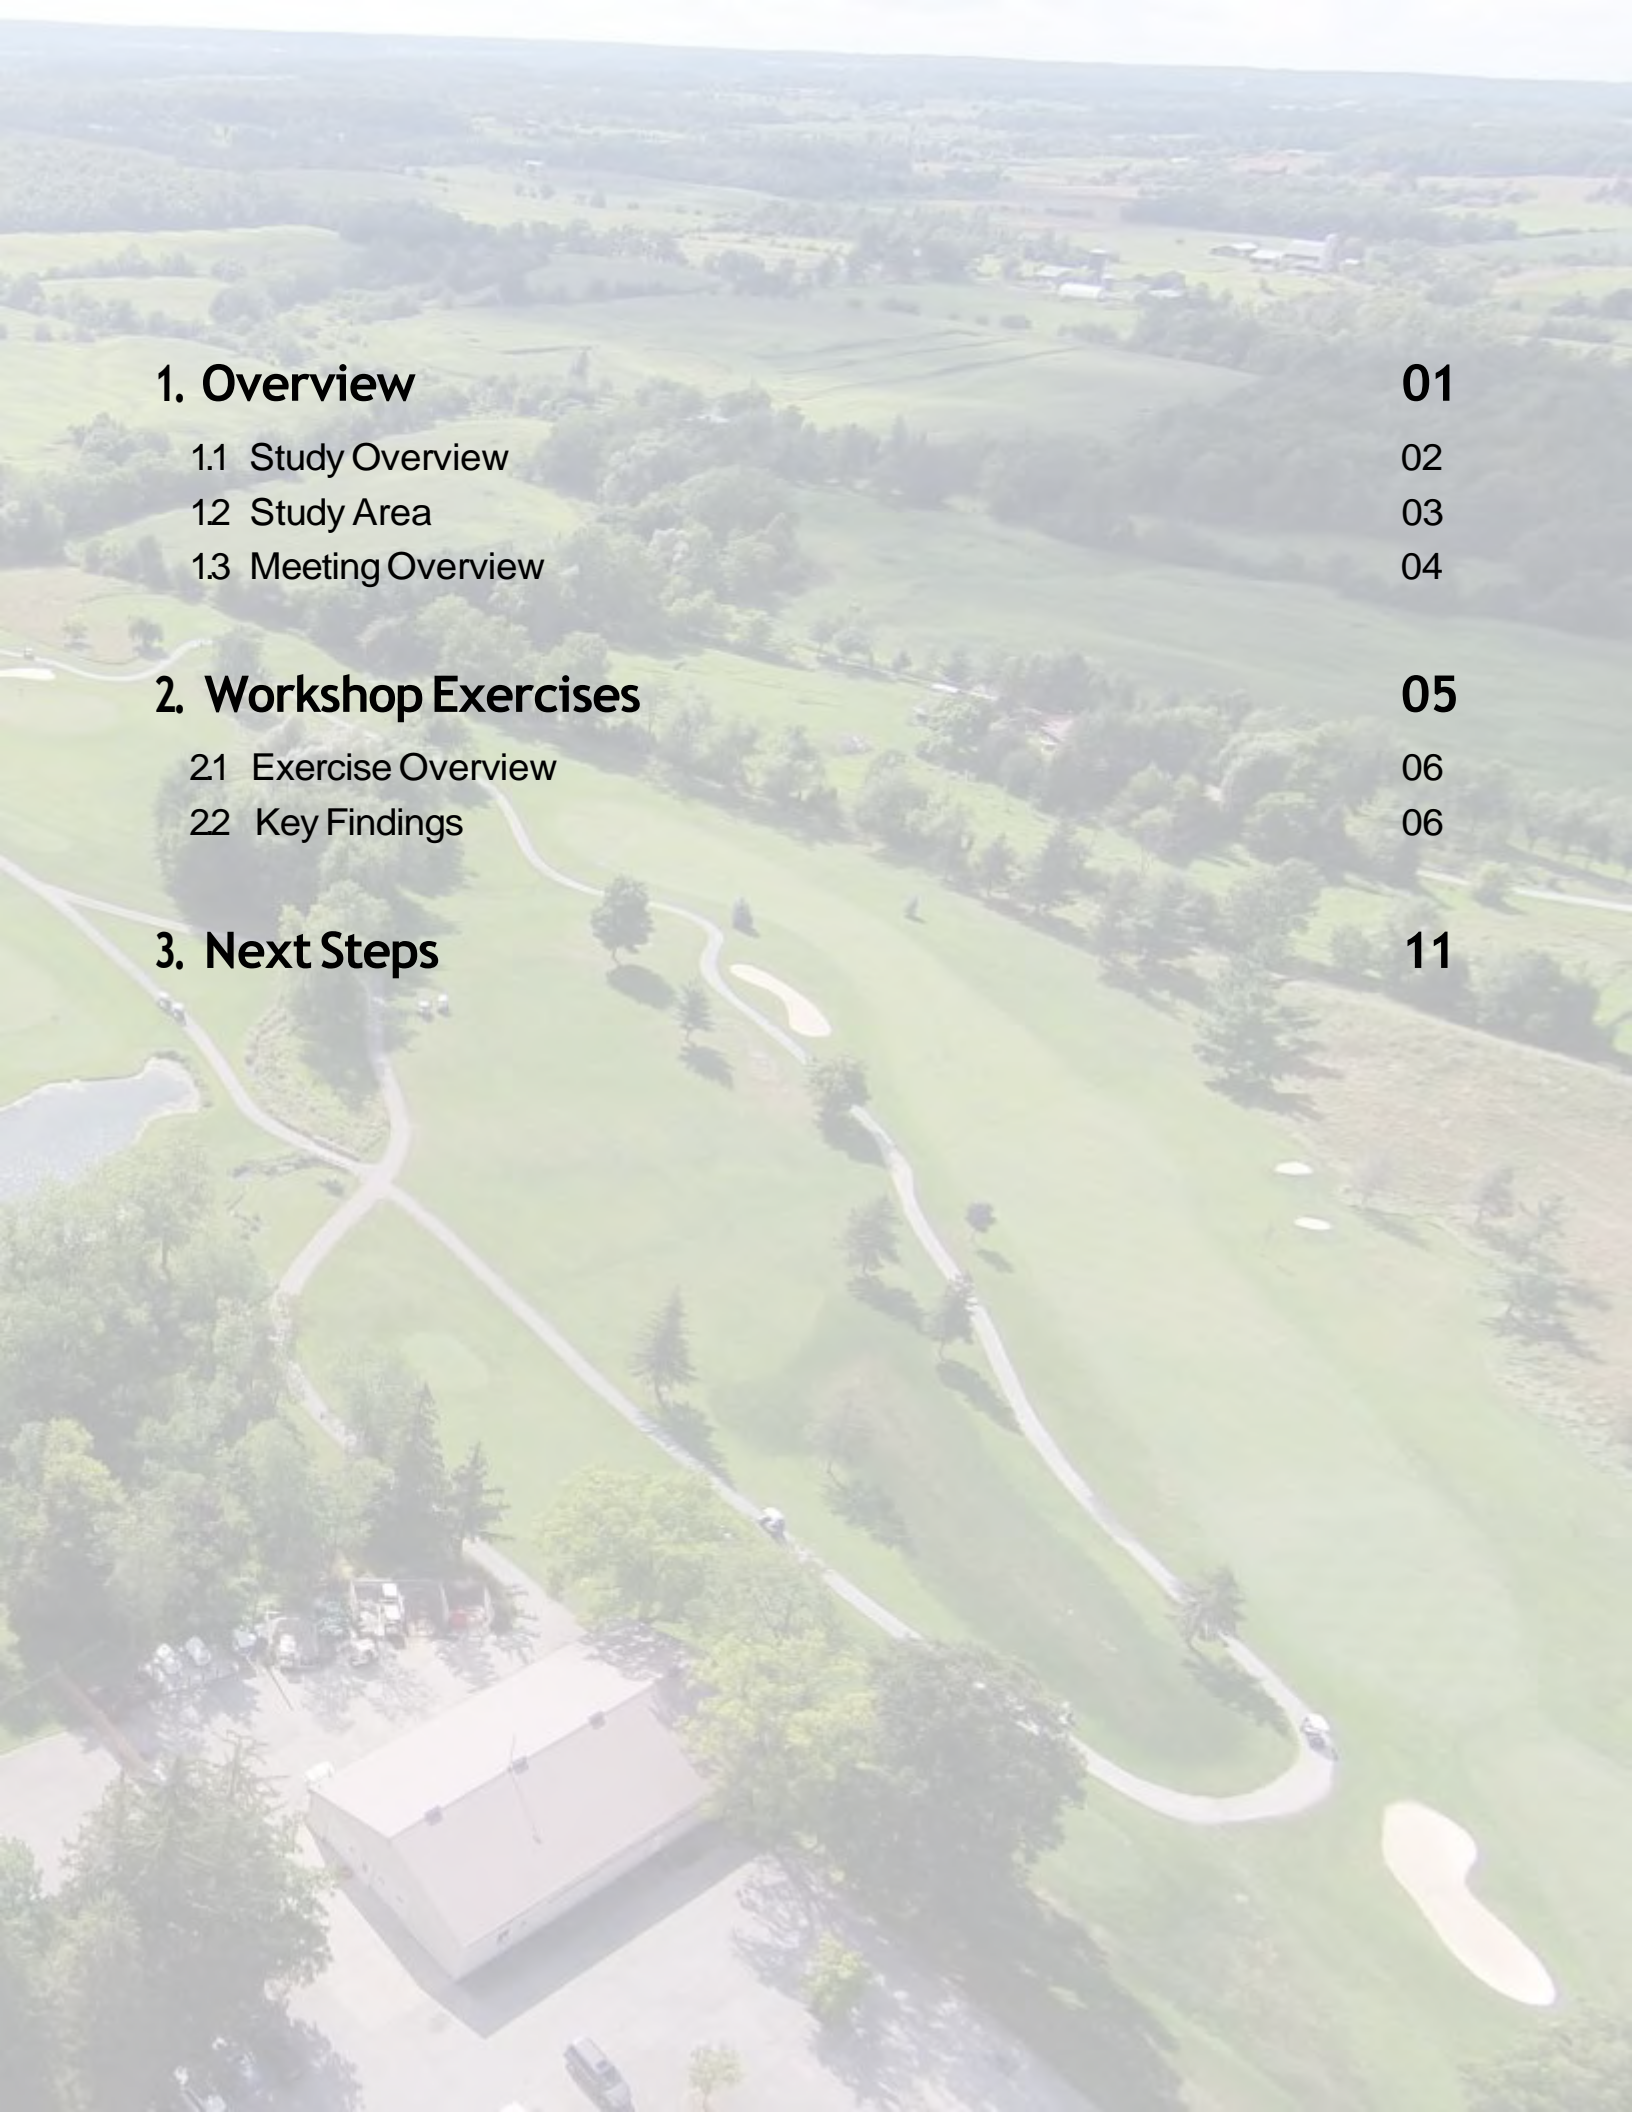 1. Overview 01
1.1 Study Overview 02
1.2 Study Area 03
1.3 Meeting Overview 04
2. Workshop Exercises 05
2.1 Exercise Overview 06
2.2 Key Findings 06
3. Next Steps 11